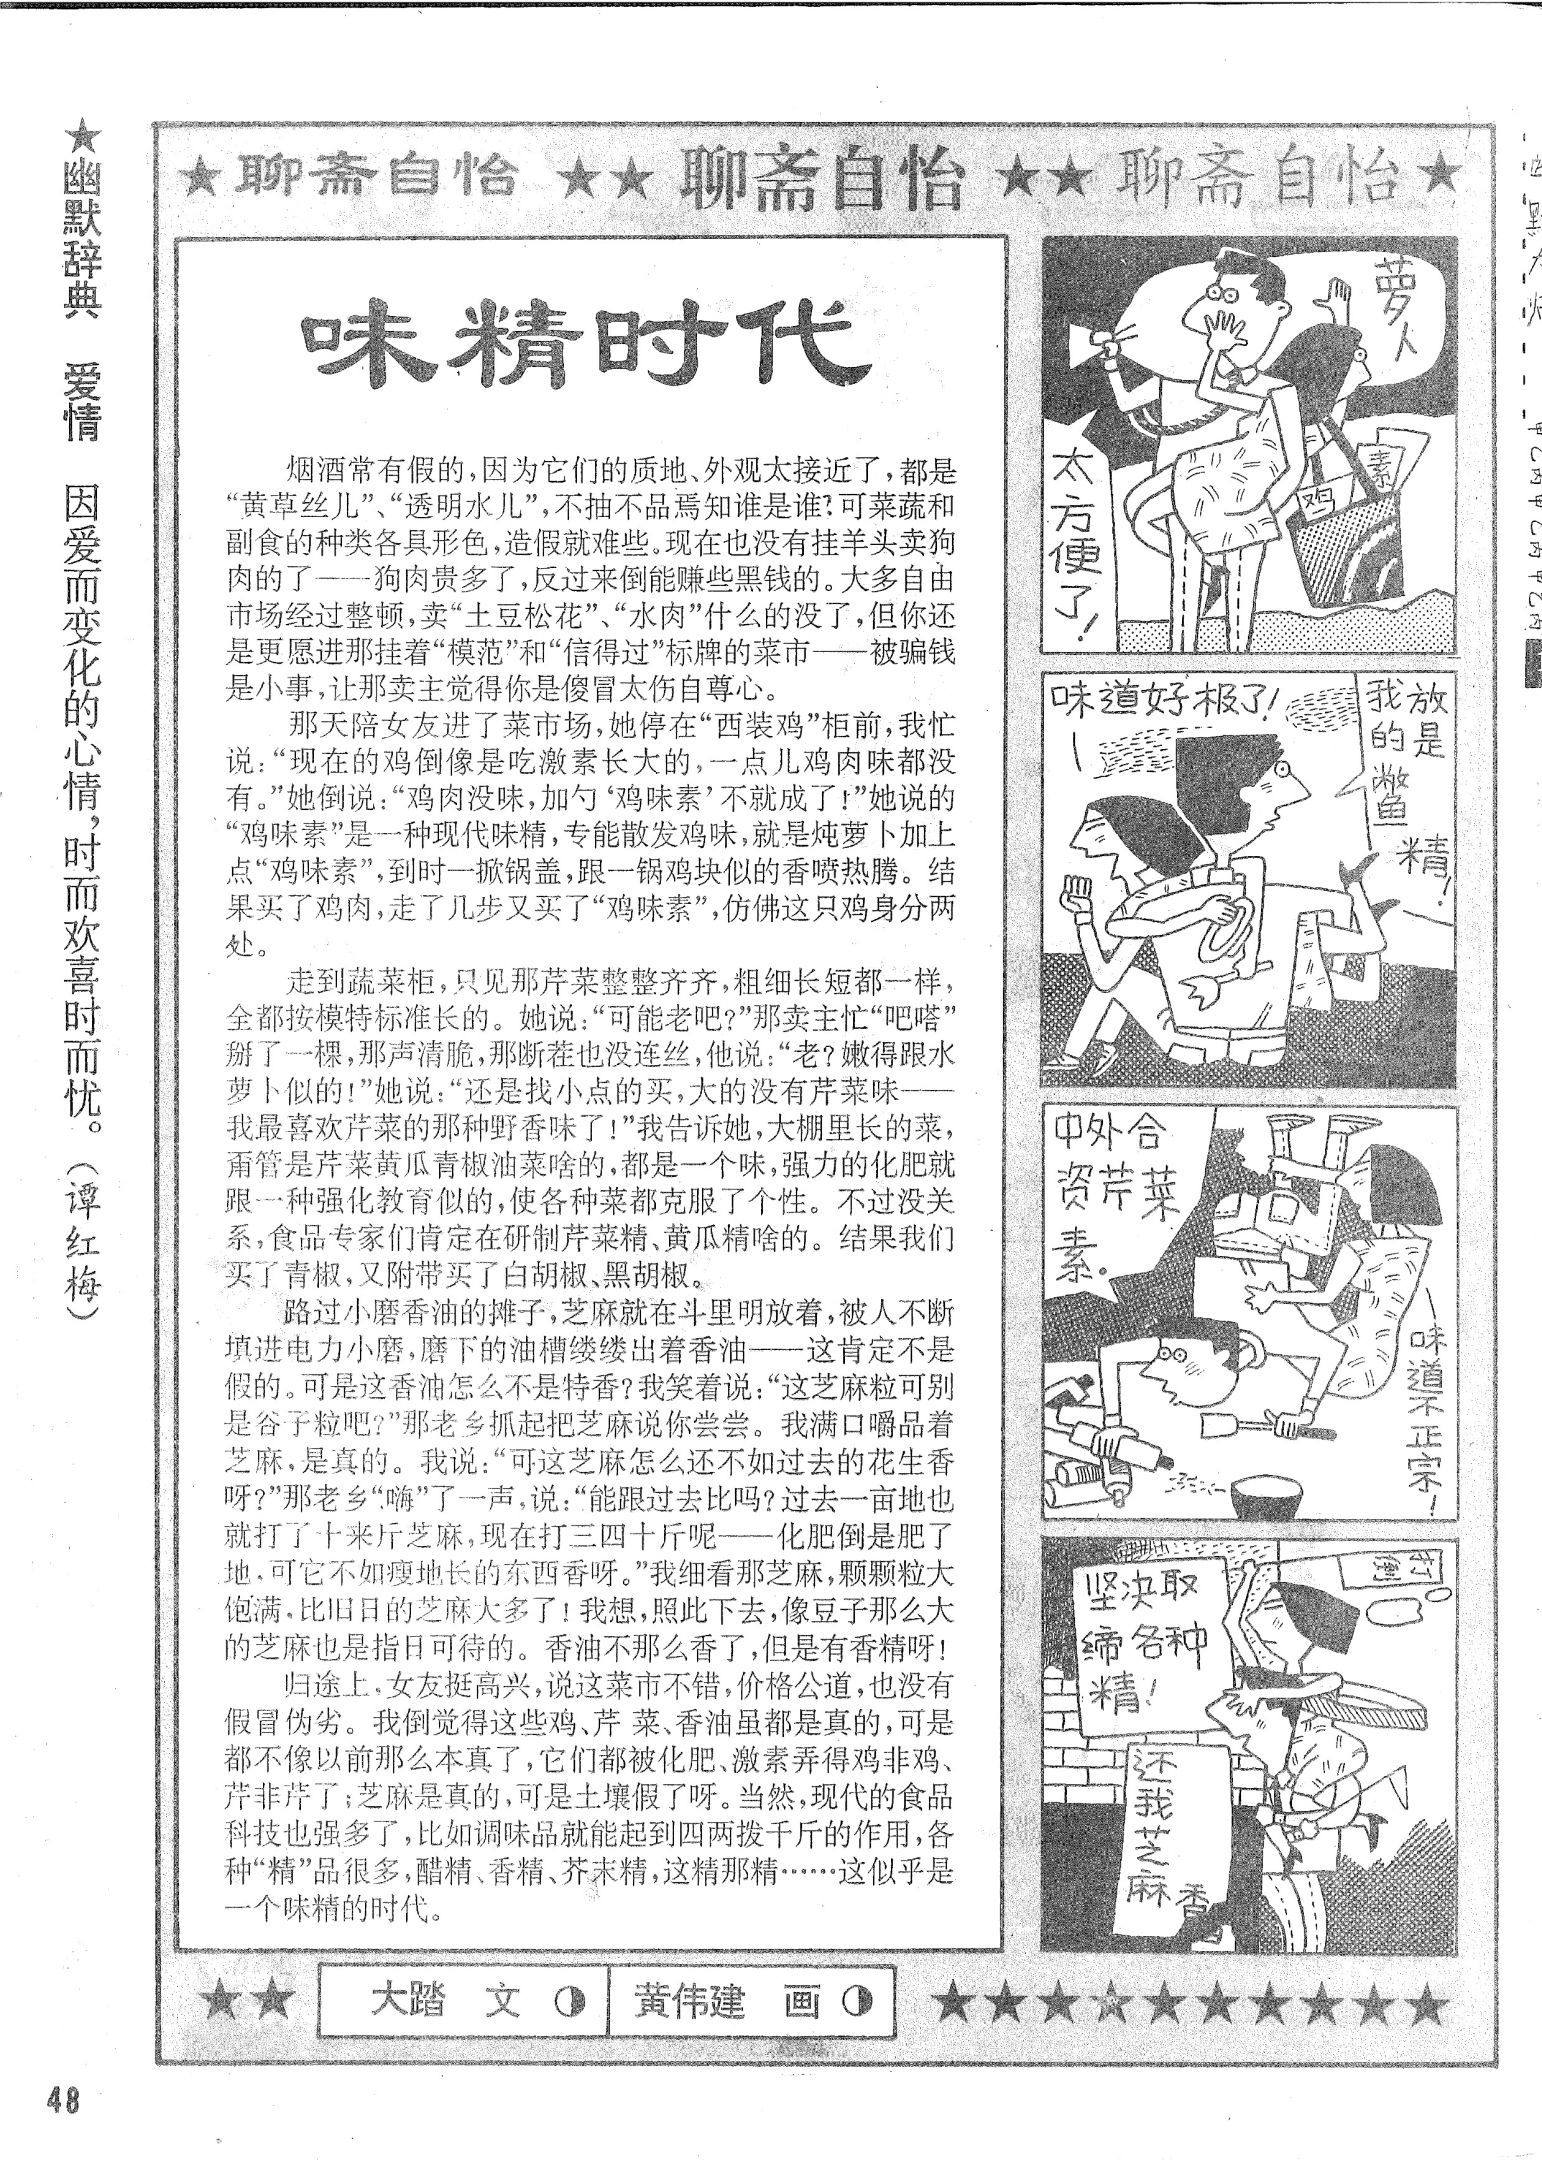 ★幽默辞典　爱情　因爱而变化的心情，时而欢喜时而忧。（谭红梅）
★聊斋自怡★★聊斋自怡★★聊斋自怡★
味精时代
烟酒常有假的，因为它们的质地、外观太接近了，都是
“黄草丝儿”、“透明水儿”，不抽不品焉知谁是谁？可菜蔬和
副食的种类各具形色，造假就难些。现在也没有挂羊头卖狗
肉的了——狗肉贵多了，反过来倒能赚些黑钱的。大多自由
市场经过整顿，卖“土豆松花”、“水肉”什么的没了，但你还
是更愿进那挂着“模范”和“信得过”标牌的菜市——被骗钱
是小事，让那卖主觉得你是傻冒太伤自尊心。
那天陪女友进了菜市场，她停在“西装鸡”柜前，我忙
说：“现在的鸡倒像是吃激素长大的，一点儿鸡肉味都没
有。”她倒说：“鸡肉没味，加勺‘鸡味素’不就成了！”她说的
“鸡味素”是一种现代味精，专能散发鸡味，就是炖萝卜加上
点“鸡味素”，到时一掀锅盖，跟一锅鸡块似的香喷热腾。结
果买了鸡肉，走了几步又买了“鸡味素”，仿佛这只鸡身分两
处。
走到蔬菜柜，只见那芹菜整整齐齐，粗细长短都一样，
全都按模特标准长的。她说：“可能老吧？”那卖主忙“吧嗒”
掰了一棵，那声清脆，那断茬也没连丝，他说：“老？嫩得跟水
萝卜似的！”她说：“还是找小点的买，大的没有芹菜味——
我最喜欢芹菜的那种野香味了！”我告诉她，大棚里长的菜，
甭管是芹菜黄瓜青椒油菜啥的，都是一个味，强力的化肥就
跟一种强化教育似的，使各种菜都克服了个性。不过没关
系，食品专家们肯定在研制芹菜精、黄瓜精啥的。结果我们
买了青椒，又附带买了白胡椒、黑胡椒。
路过小磨香油的摊子，芝麻就在斗里明放着，被人不断
填进电力小磨，磨下的油槽缕缕出着香油——这肯定不是
假的。可是这香油怎么不是特香？我笑着说：“这芝麻粒可别
是谷子粒吧？”那老乡抓起把芝麻说你尝尝。我满口嚼品着
芝麻，是真的。我说：“可这芝麻怎么还不如过去的花生香
呀？”那老乡“嗨”了一声，说：“能跟过去比吗？过去一亩地也
就打了十来斤芝麻，现在打三四十斤呢——化肥倒是肥了
地，可它不如瘦地长的东西香呀。”我细看那芝麻，颗颗粒大
饱满，比旧日的芝麻大多了！我想，照此下去，像豆子那么大
的芝麻也是指日可待的。香油不那么香了，但是有香精呀！
归途上，女友挺高兴，说这菜市不错，价格公道，也没有
假冒伪劣。我倒觉得这些鸡、芹菜、香油虽都是真的，可是
都不像以前那么本真了，它们都被化肥、激素弄得鸡非鸡、
芹非芹了；芝麻是真的，可是土壤假了呀。当然，现代的食品
科技也强多了，比如调味品就能起到四两拨千斤的作用，各
种“精”品很多，醋精、香精、芥末精，这精那精……这似乎是
一个味精的时代。
萝卜
太方便了！
鸡
素
味道好极了！
我放的是鳖精！
中外合
资芹菜
素。
味道不正宗！
坚决取
缔各种
精！
打倒
还我芝麻香
大踏　文
黄伟建　画
48